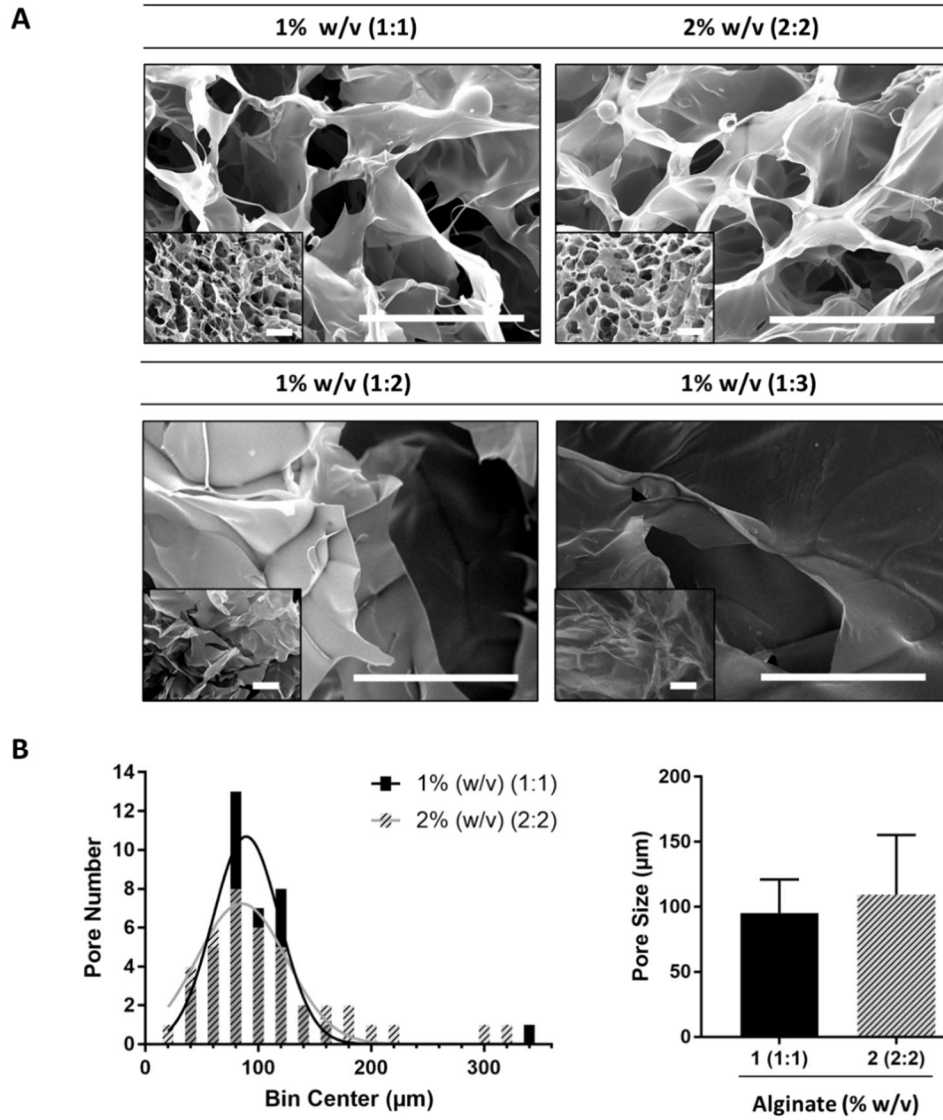 A
1% w/v (1:1)
2% w/v (2:2)
1% w/v (1:2)
1% w/v (1:3)
B
14
12
10
8
6
4
2
0
Pore Number
0
100
200
300
Bin Center (µm)
1% (w/v) (1:1)
2% (w/v) (2:2)
200
150
100
50
0
Pore Size (µm)
1 (1:1)
2 (2:2)
Alginate (% w/v)